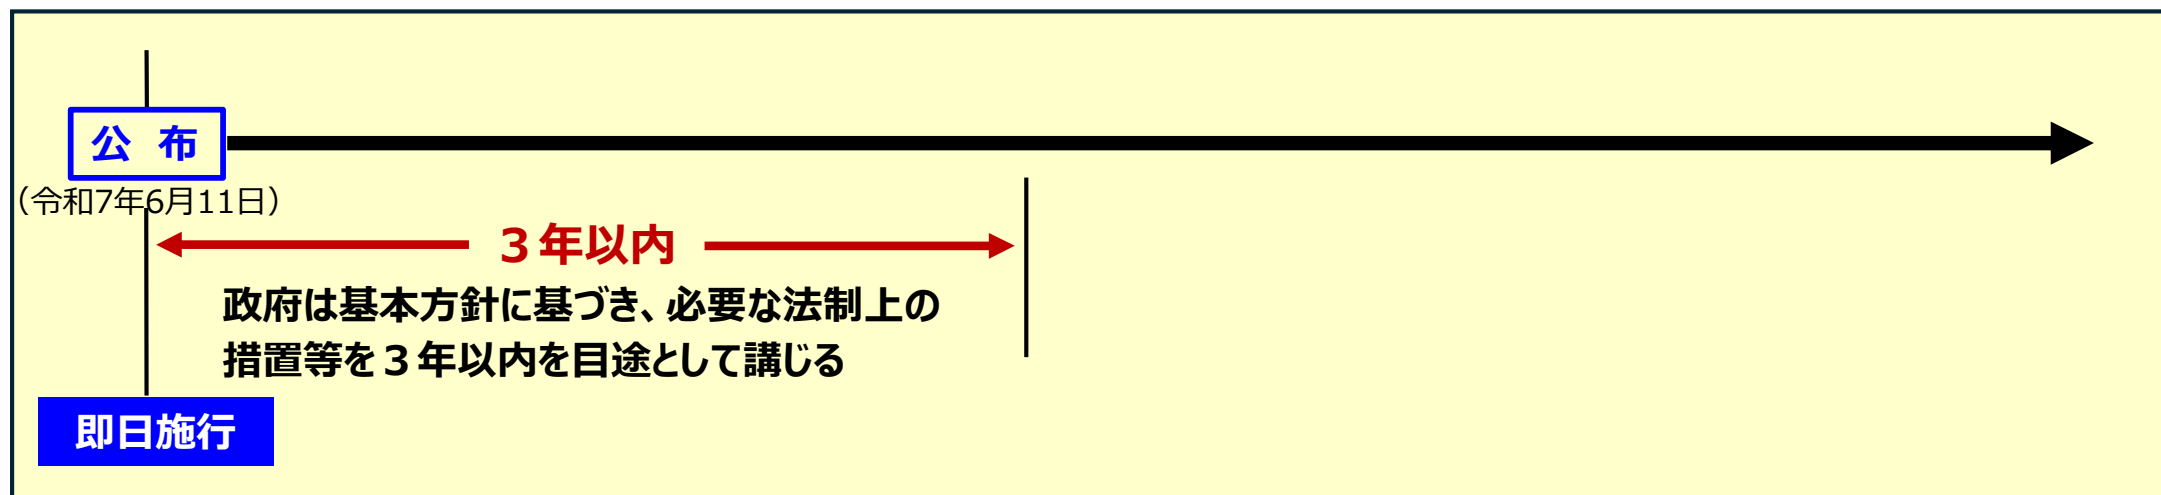 公 布
（令和7年6月11日）
３年以内
政府は基本方針に基づき、必要な法制上の
措置等を３年以内を目途として講じる
即日施行